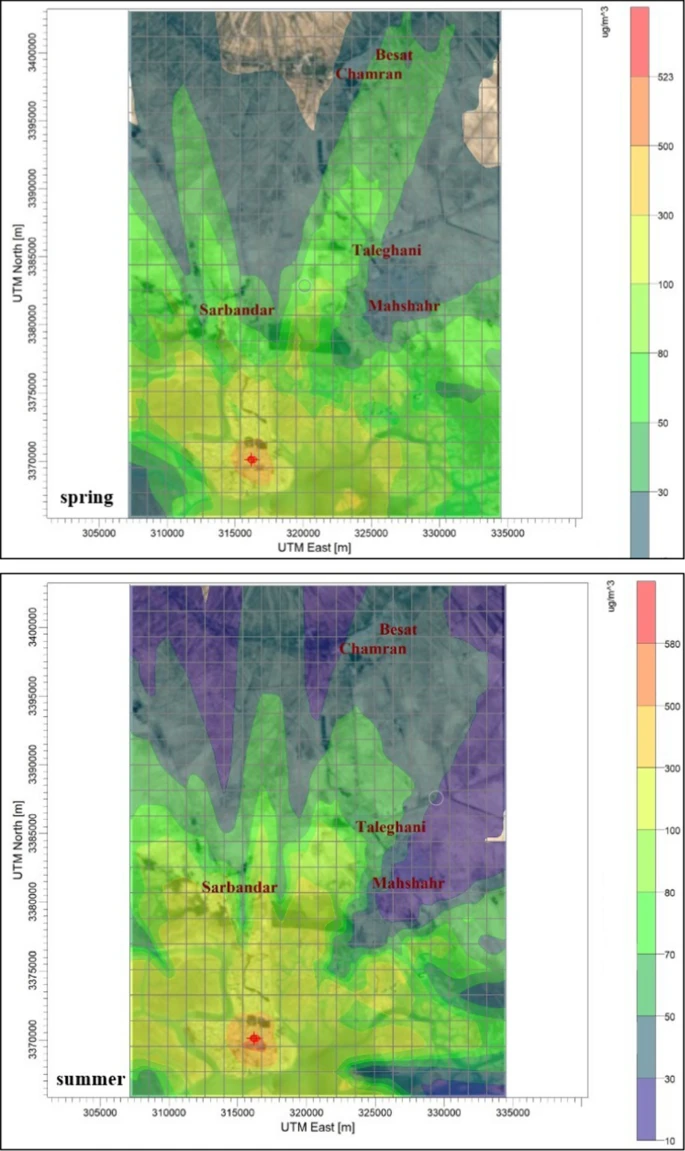 ug/m^3
3400000
Besat
Chamran
523
3395000
500
3390000
300
UTM North [m]
3385000
Taleghani
100
Sarbandar
Mahshahr
3380000
80
3375000
50
3370000
30
spring
305000 310000 315000 320000 325000 330000 335000
UTM East [m]
ug/m^3
3400000
Besat
Chamran
580
3395000
500
3390000
300
UTM North [m]
3385000
Taleghani
100
Sarbandar
Mahshahr
3380000
80
3375000
70
3370000
50
summer
30
305000 310000 315000 320000 325000 330000 335000
UTM East [m]
10